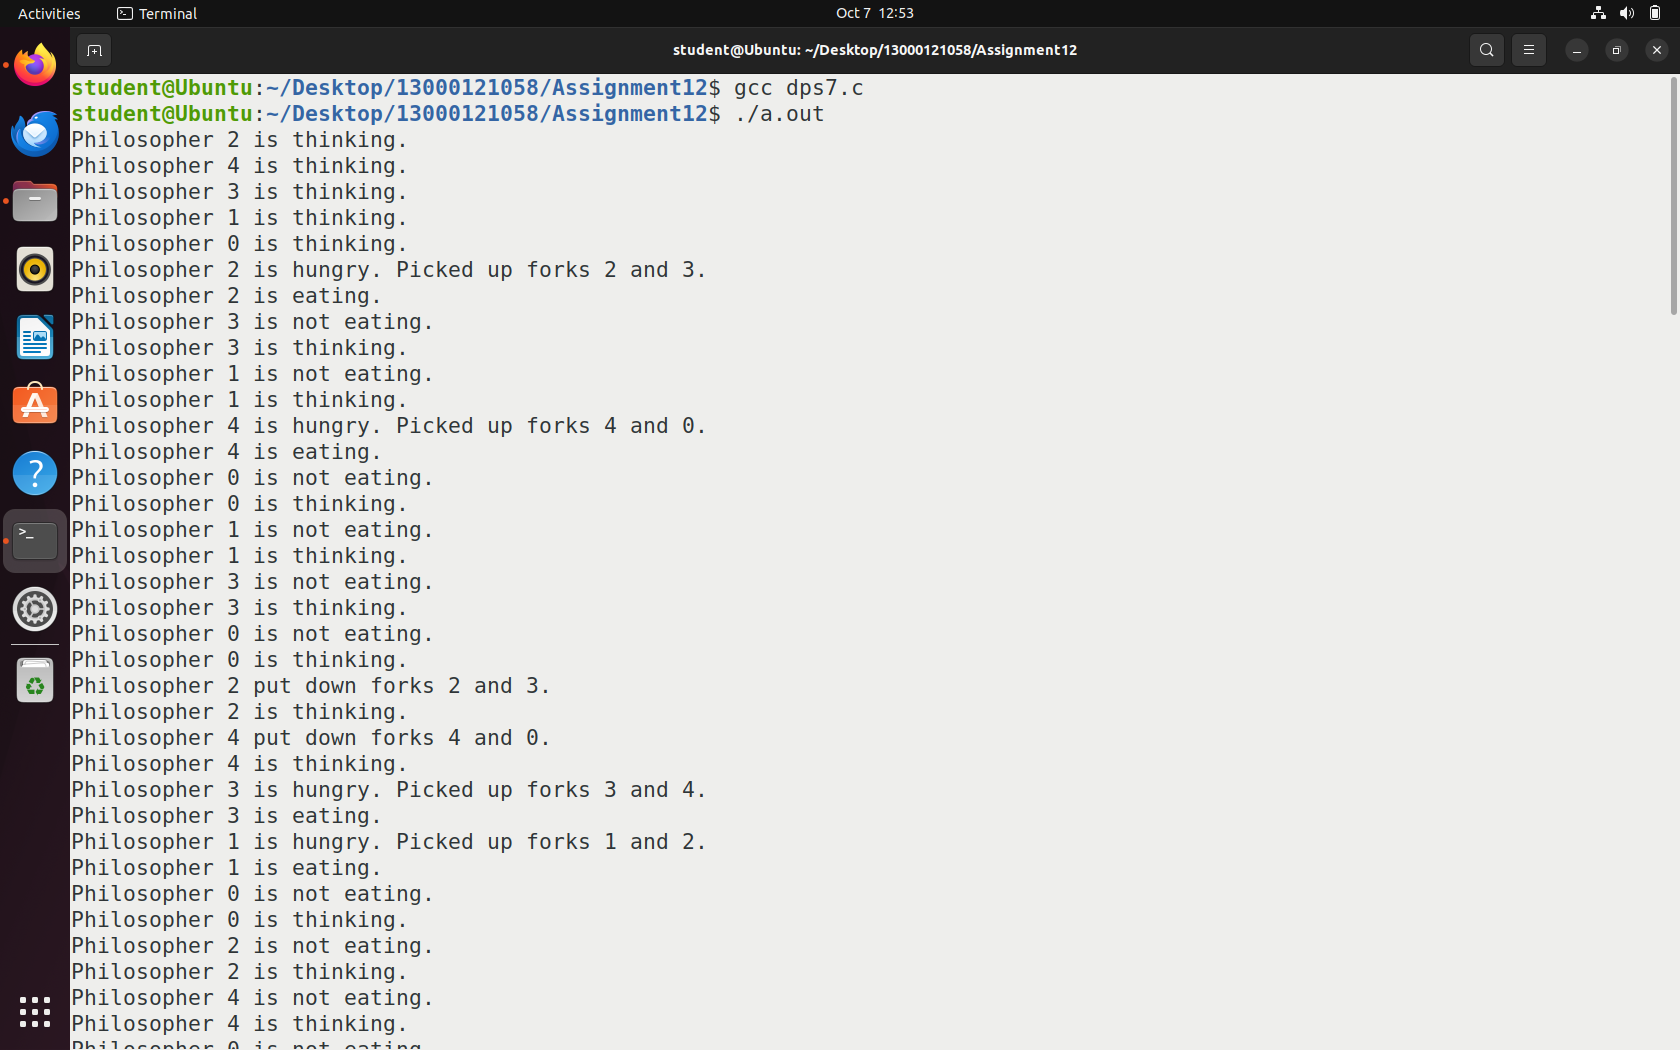 Activities
Terminal
Oct 7 12:53
student@Ubuntu: ~/Desktop/13000121058/Assignment12
student@Ubuntu:~/Desktop/13000121058/Assignment12$ gcc dps7.c
student@Ubuntu:~/Desktop/13000121058/Assignment12$ ./a.out
Philosopher 2 is thinking.
Philosopher 4 is thinking.
Philosopher 3 is thinking.
Philosopher 1 is thinking.
Philosopher 0 is thinking.
Philosopher 2 is hungry. Picked up forks 2 and 3.
Philosopher 2 is eating.
Philosopher 3 is not eating.
Philosopher 3 is thinking.
Philosopher 1 is not eating.
Philosopher 1 is thinking.
Philosopher 4 is hungry. Picked up forks 4 and 0.
Philosopher 4 is eating.
Philosopher 0 is not eating.
Philosopher 0 is thinking.
Philosopher 1 is not eating.
Philosopher 1 is thinking.
Philosopher 3 is not eating.
Philosopher 3 is thinking.
Philosopher 0 is not eating.
Philosopher 0 is thinking.
Philosopher 2 put down forks 2 and 3.
Philosopher 2 is thinking.
Philosopher 4 put down forks 4 and 0.
Philosopher 4 is thinking.
Philosopher 3 is hungry. Picked up forks 3 and 4.
Philosopher 3 is eating.
Philosopher 1 is hungry. Picked up forks 1 and 2.
Philosopher 1 is eating.
Philosopher 0 is not eating.
Philosopher 0 is thinking.
Philosopher 2 is not eating.
Philosopher 2 is thinking.
Philosopher 4 is not eating.
Philosopher 4 is thinking.
Philosopher 0 is not eating.